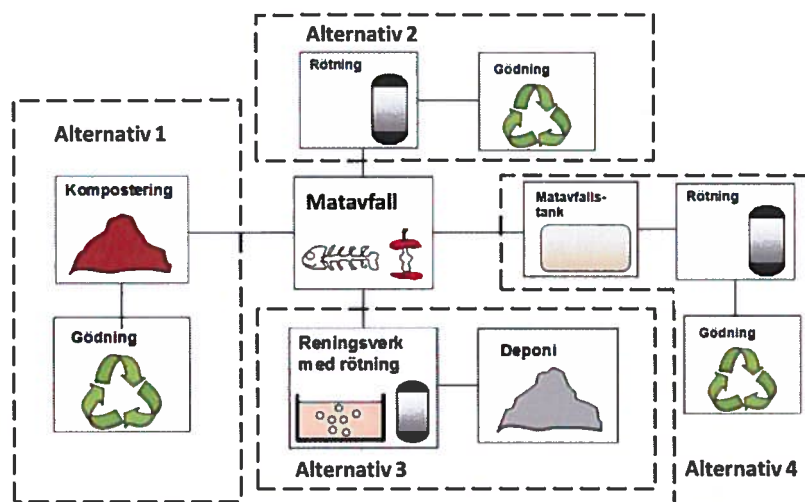 Alternativ 2
Rötning
Gödning
Alternativ 1
Kompostering
Gödning
Matavfall
Matavfalls-
tank
Rötning
Gödning
Reningsverk
med rötning
Deponi
Alternativ 3
Alternativ 4